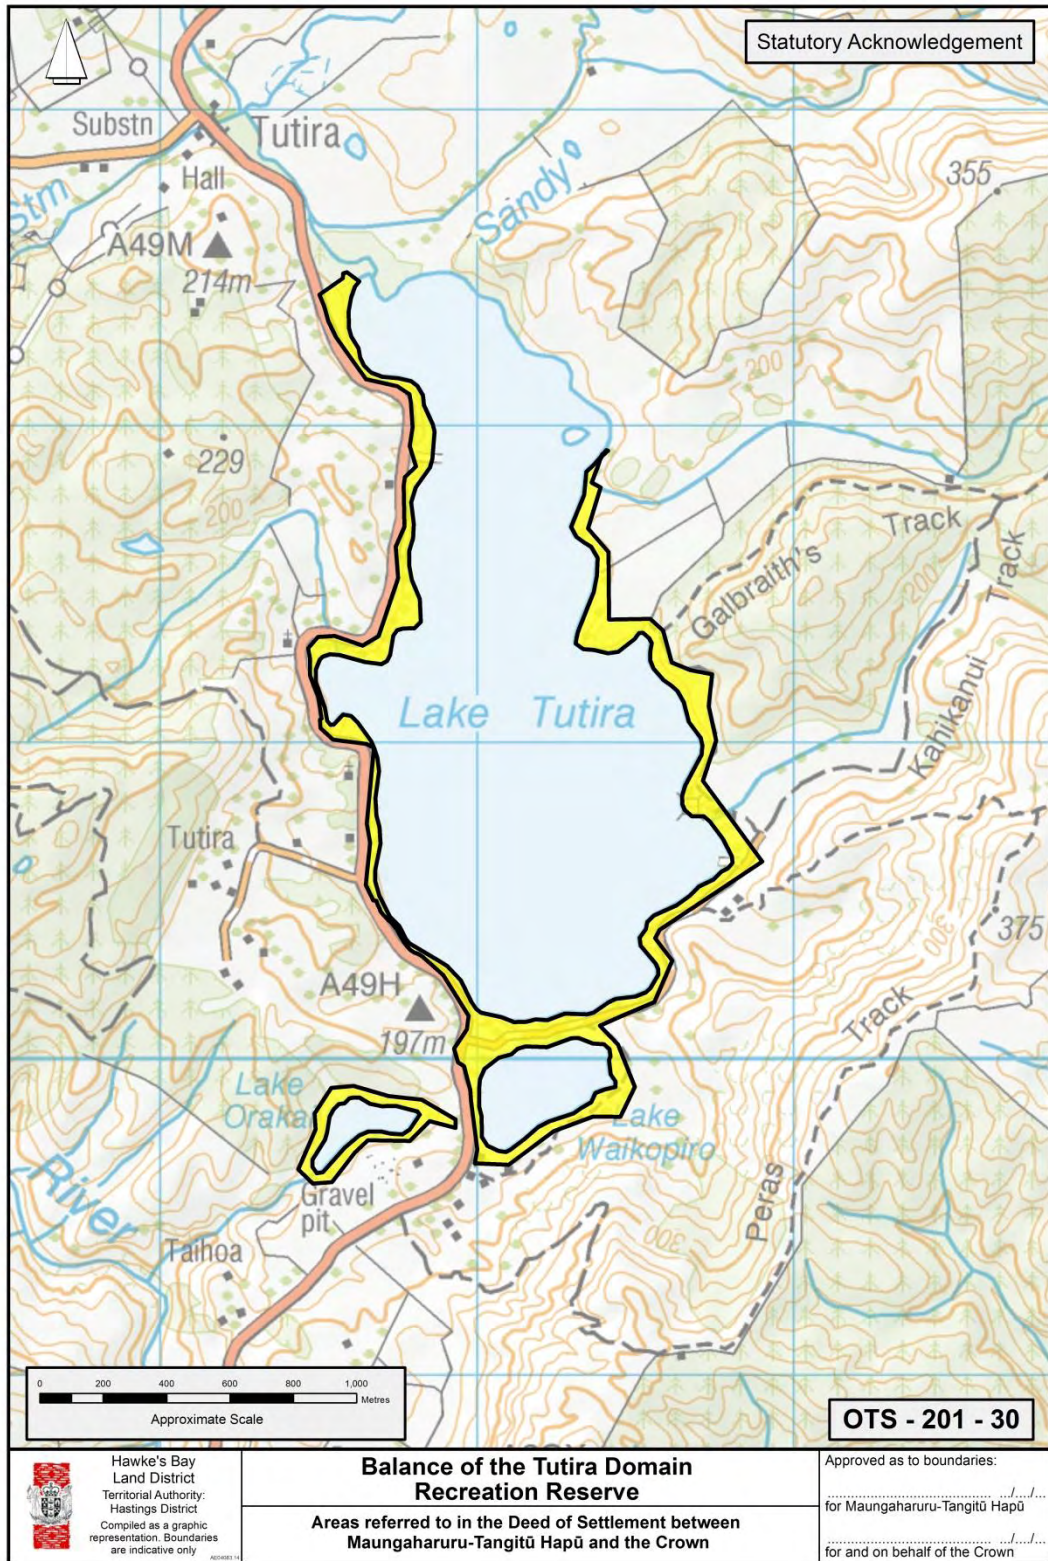 Statutory Acknowledgement
Substn
Tutira
Hall
Strm
Sandy
355
A49M
214m
200
229
200
Track
Galbraith's
200
Track
Kahikanui
Lake Tutira
Tutira
300
375
A49H
197m
Track
Lake
Oraka
Lake
Waikopiro
River
Gravel
pit
Peras
300
Taihoa
0 200 400 600 800 1,000
Metres
Approximate Scale
OTS - 201 - 30
Hawke's Bay
Land District
Territorial Authority:
Hastings District
Compiled as a graphic
representation. Boundaries
are indicative only
Balance of the Tutira Domain
Recreation Reserve
Areas referred to in the Deed of Settlement between
Maungaharuru-Tangitū Hapū and the Crown
Approved as to boundaries:
.................................... .../..../....
for Maungaharuru-Tangitū Hapū
.................................... .../..../....
for and on behalf of the Crown